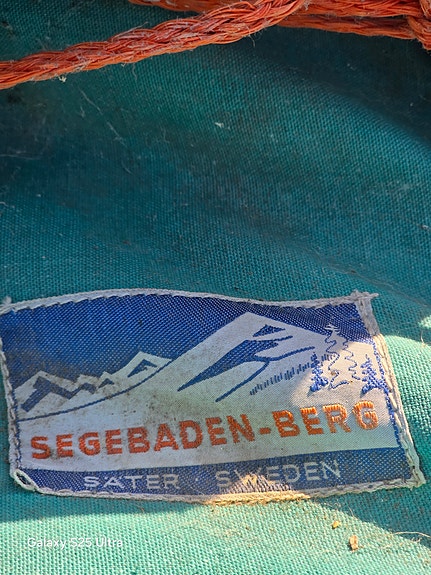 SEGEBADEN-BERG
SÄTER · SWEDEN
Galaxy S25 Ultra